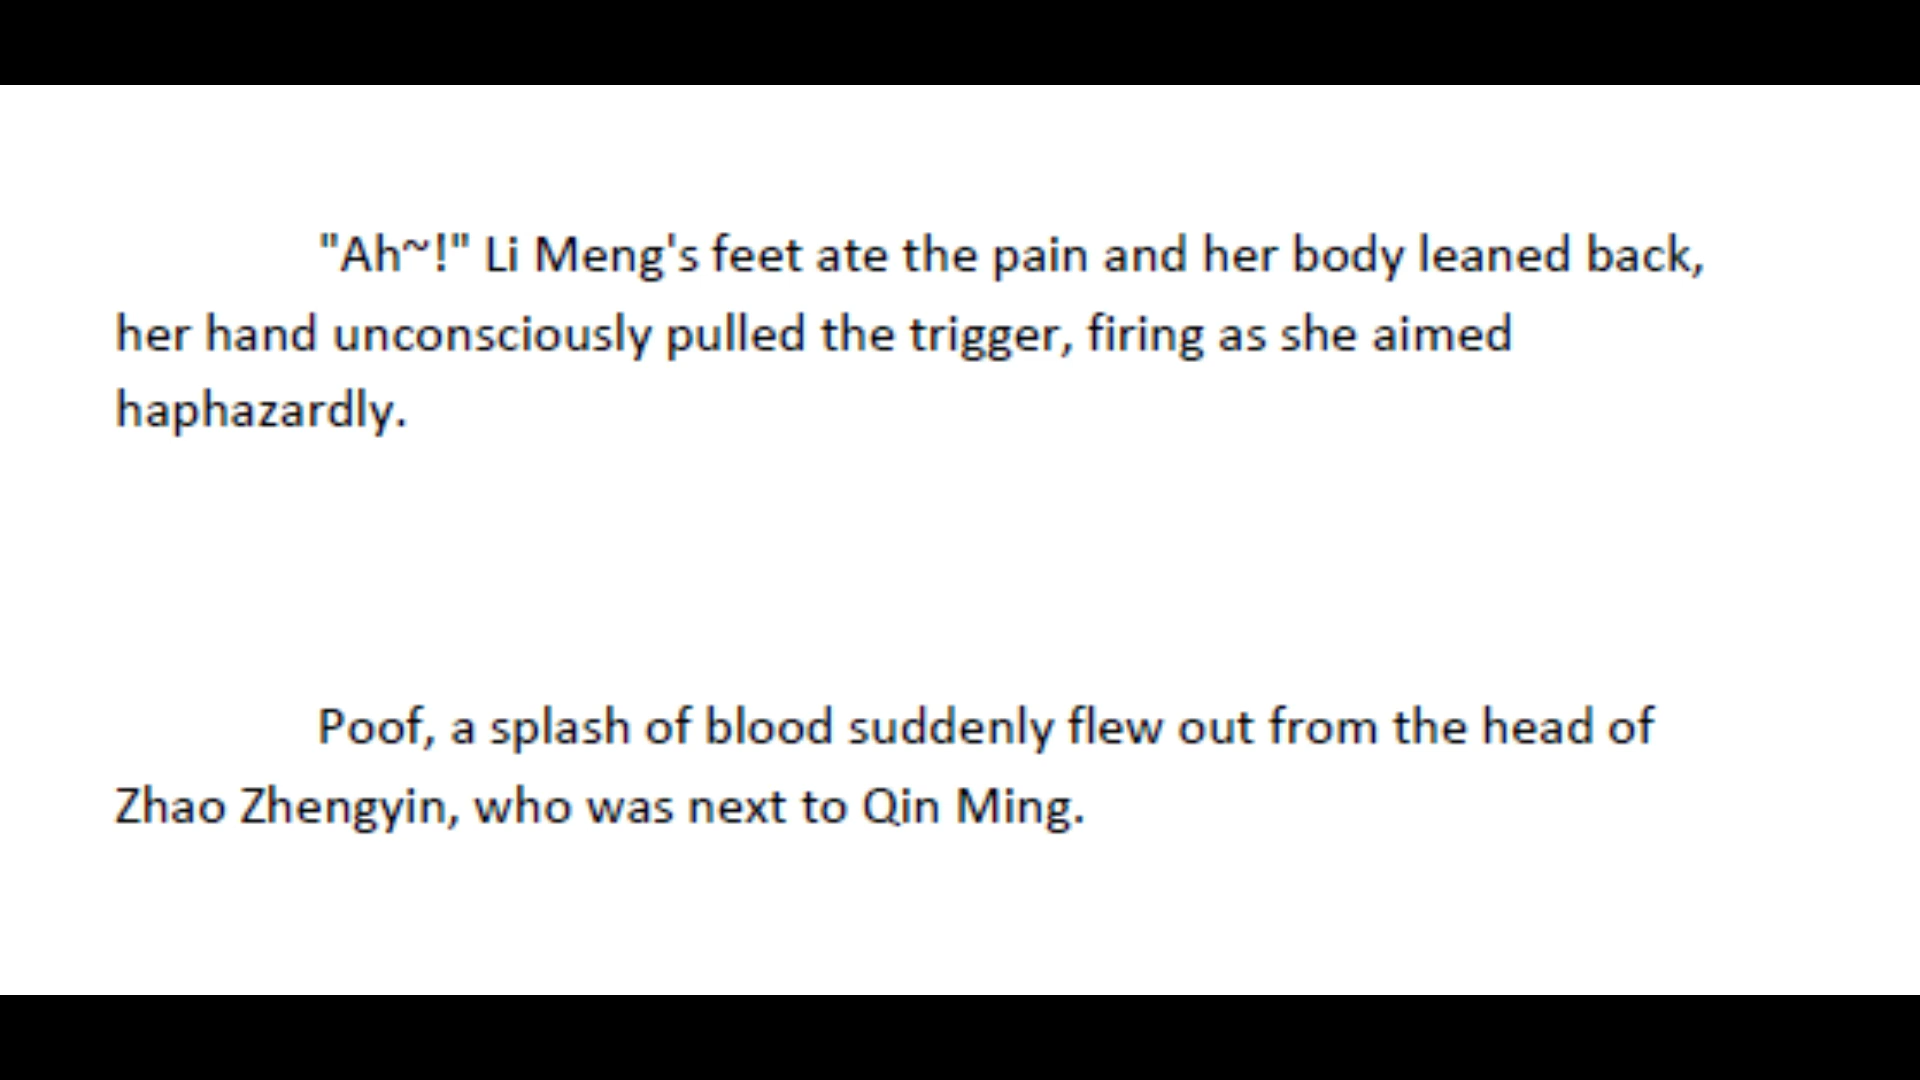 "Ah~!" Li Meng's feet ate the pain and her body leaned back,
her hand unconsciously pulled the trigger, firing as she aimed
haphazardly.
Poof, a splash of blood suddenly flew out from the head of
Zhao Zhengyin, who was next to Qin Ming.